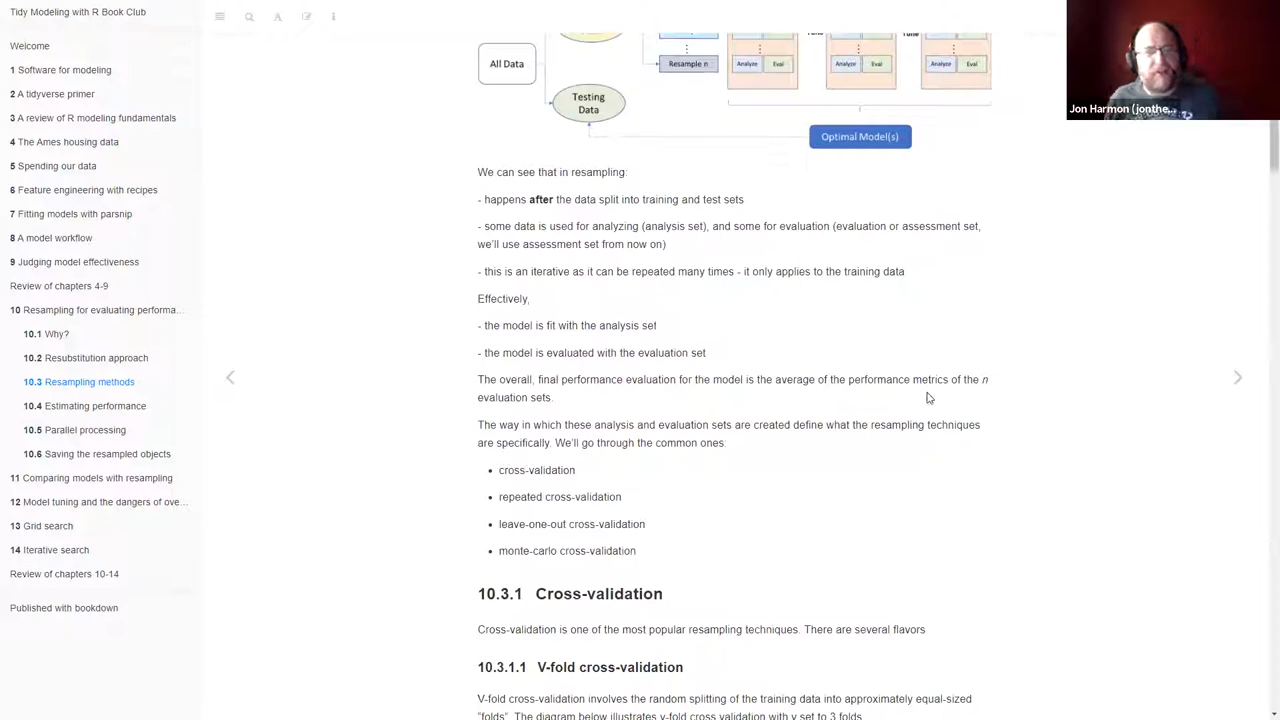 Tidy Modeling with R Book Club
Welcome
1 Software for modeling
2 A tidyverse primer
3 A review of R modeling fundamentals
4 The Ames housing data
5 Spending our data
6 Feature engineering with recipes
7 Fitting models with parsnip
8 A model workflow
9 Judging model effectiveness
Review of chapters 4-9
10 Resampling for evaluating performa...
10.1 Why?
10.2 Resubstitution approach
10.3 Resampling methods
10.4 Estimating performance
10.5 Parallel processing
10.6 Saving the resampled objects
11 Comparing models with resampling
12 Model tuning and the dangers of ove...
13 Grid search
14 Iterative search
Review of chapters 10-14
Published with bookdown
All Data
Testing
Data
Resample n
Analyze Eval
Analyze Eval
Analyze Eval
Optimal Model(s)
We can see that in resampling:
- happens after the data split into training and test sets
- some data is used for analyzing (analysis set), and some for evaluation (evaluation or assessment set,
we'll use assessment set from now on)
- this is an iterative as it can be repeated many times - it only applies to the training data
Effectively,
- the model is fit with the analysis set
- the model is evaluated with the evaluation set
The overall, final performance evaluation for the model is the average of the performance metrics of the n
evaluation sets.
The way in which these analysis and evaluation sets are created define what the resampling techniques
are specifically. We'll go through the common ones:
• cross-validation
• repeated cross-validation
• leave-one-out cross-validation
• monte-carlo cross-validation
10.3.1 Cross-validation
Cross-validation is one of the most popular resampling techniques. There are several flavors
10.3.1.1 V-fold cross-validation
V-fold cross-validation involves the random splitting of the training data into approximately equal-sized
"folds". The diagram below illustrates v-fold cross validation with v set to 3 folds.
Jon Harmon (jonthe...